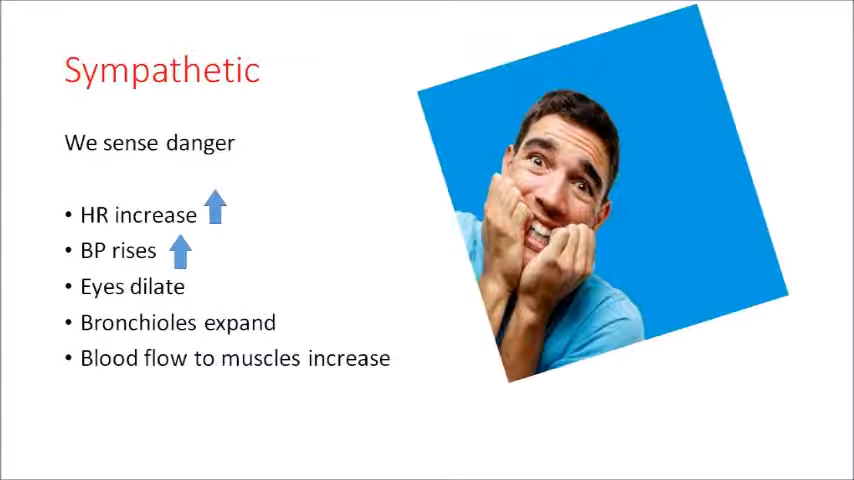 Sympathetic
We sense danger
• HR increase
• BP rises
• Eyes dilate
• Bronchioles expand
• Blood flow to muscles increase